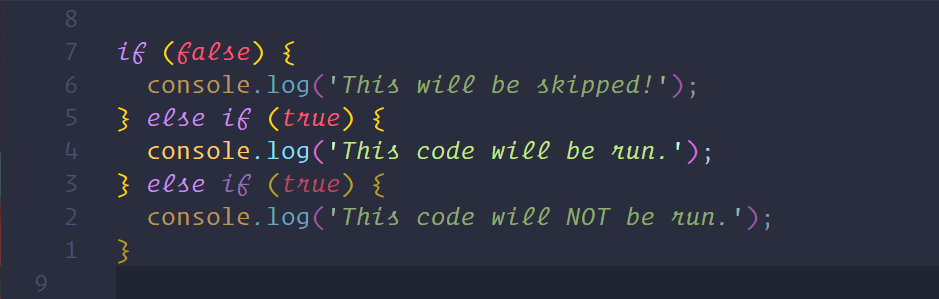 8
7 if (false) {
6   console.log('This will be skipped!');
5 } else if (true) {
4   console.log('This code will be run.');
3 } else if (true) {
2   console.log('This code will NOT be run.');
1 }
9